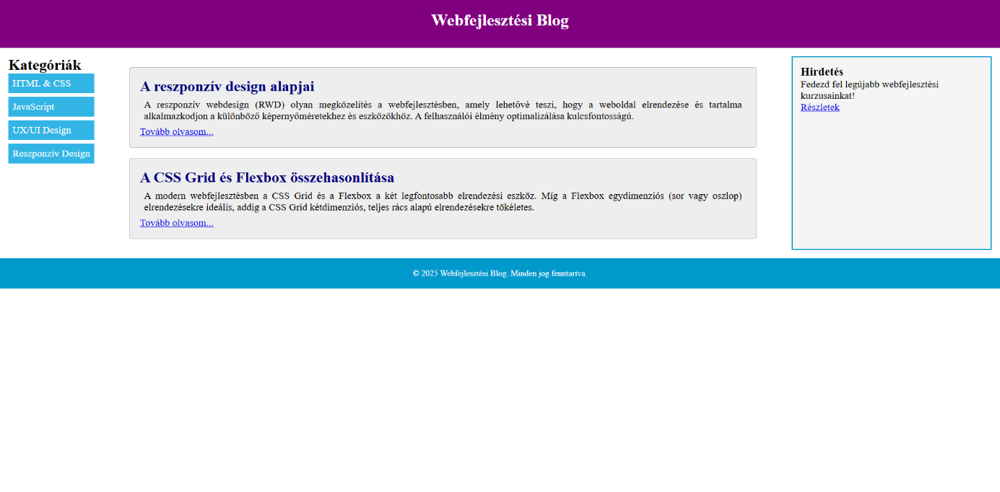 Webfejlesztési Blog
Kategóriák
HTML & CSS
JavaScript
UX/UI Design
Reszponzív Design
A reszponzív design alapjai
A reszponzív webdesign (RWD) olyan megközelítés a webfejlesztésben, amely lehetővé teszi, hogy a weboldal elrendezése és tartalma
alkalmazkodjon a különböző képernyőméretekhez és eszközökhöz. A felhasználói élmény optimalizálása kulcsfontosságú.
Tovább olvasom...
A CSS Grid és Flexbox összehasonlítása
A modern webfejlesztésben a CSS Grid és a Flexbox a két legfontosabb elrendezési eszköz. Míg a Flexbox egydimenziós (sor vagy oszlop)
elrendezésekre ideális, addig a CSS Grid kétdimenziós, teljes rács alapú elrendezésekre tökéletes.
Tovább olvasom...
Hirdetés
Fedezd fel legújabb webfejlesztési
kurzusainkat!
Részletek
© 2025 Webfejlesztési Blog. Minden jog fenntartva.